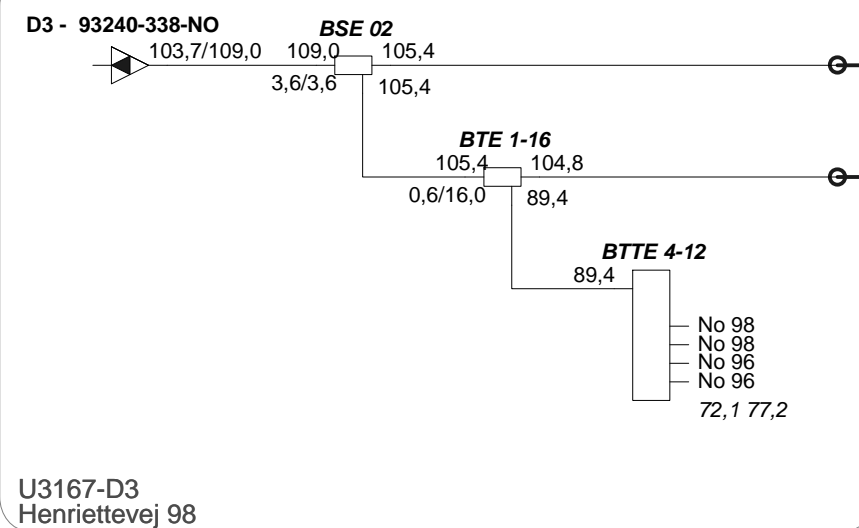 D3 - 93240-338-NO
BSE 02
103,7/109,0
109,0
105,4
3,6/3,6
105,4
BTE 1-16
105,4
104,8
0,6/16,0
89,4
BTTE 4-12
89,4
No 98
No 98
No 96
No 96
72,1 77,2
U3167-D3
Henriettevej 98